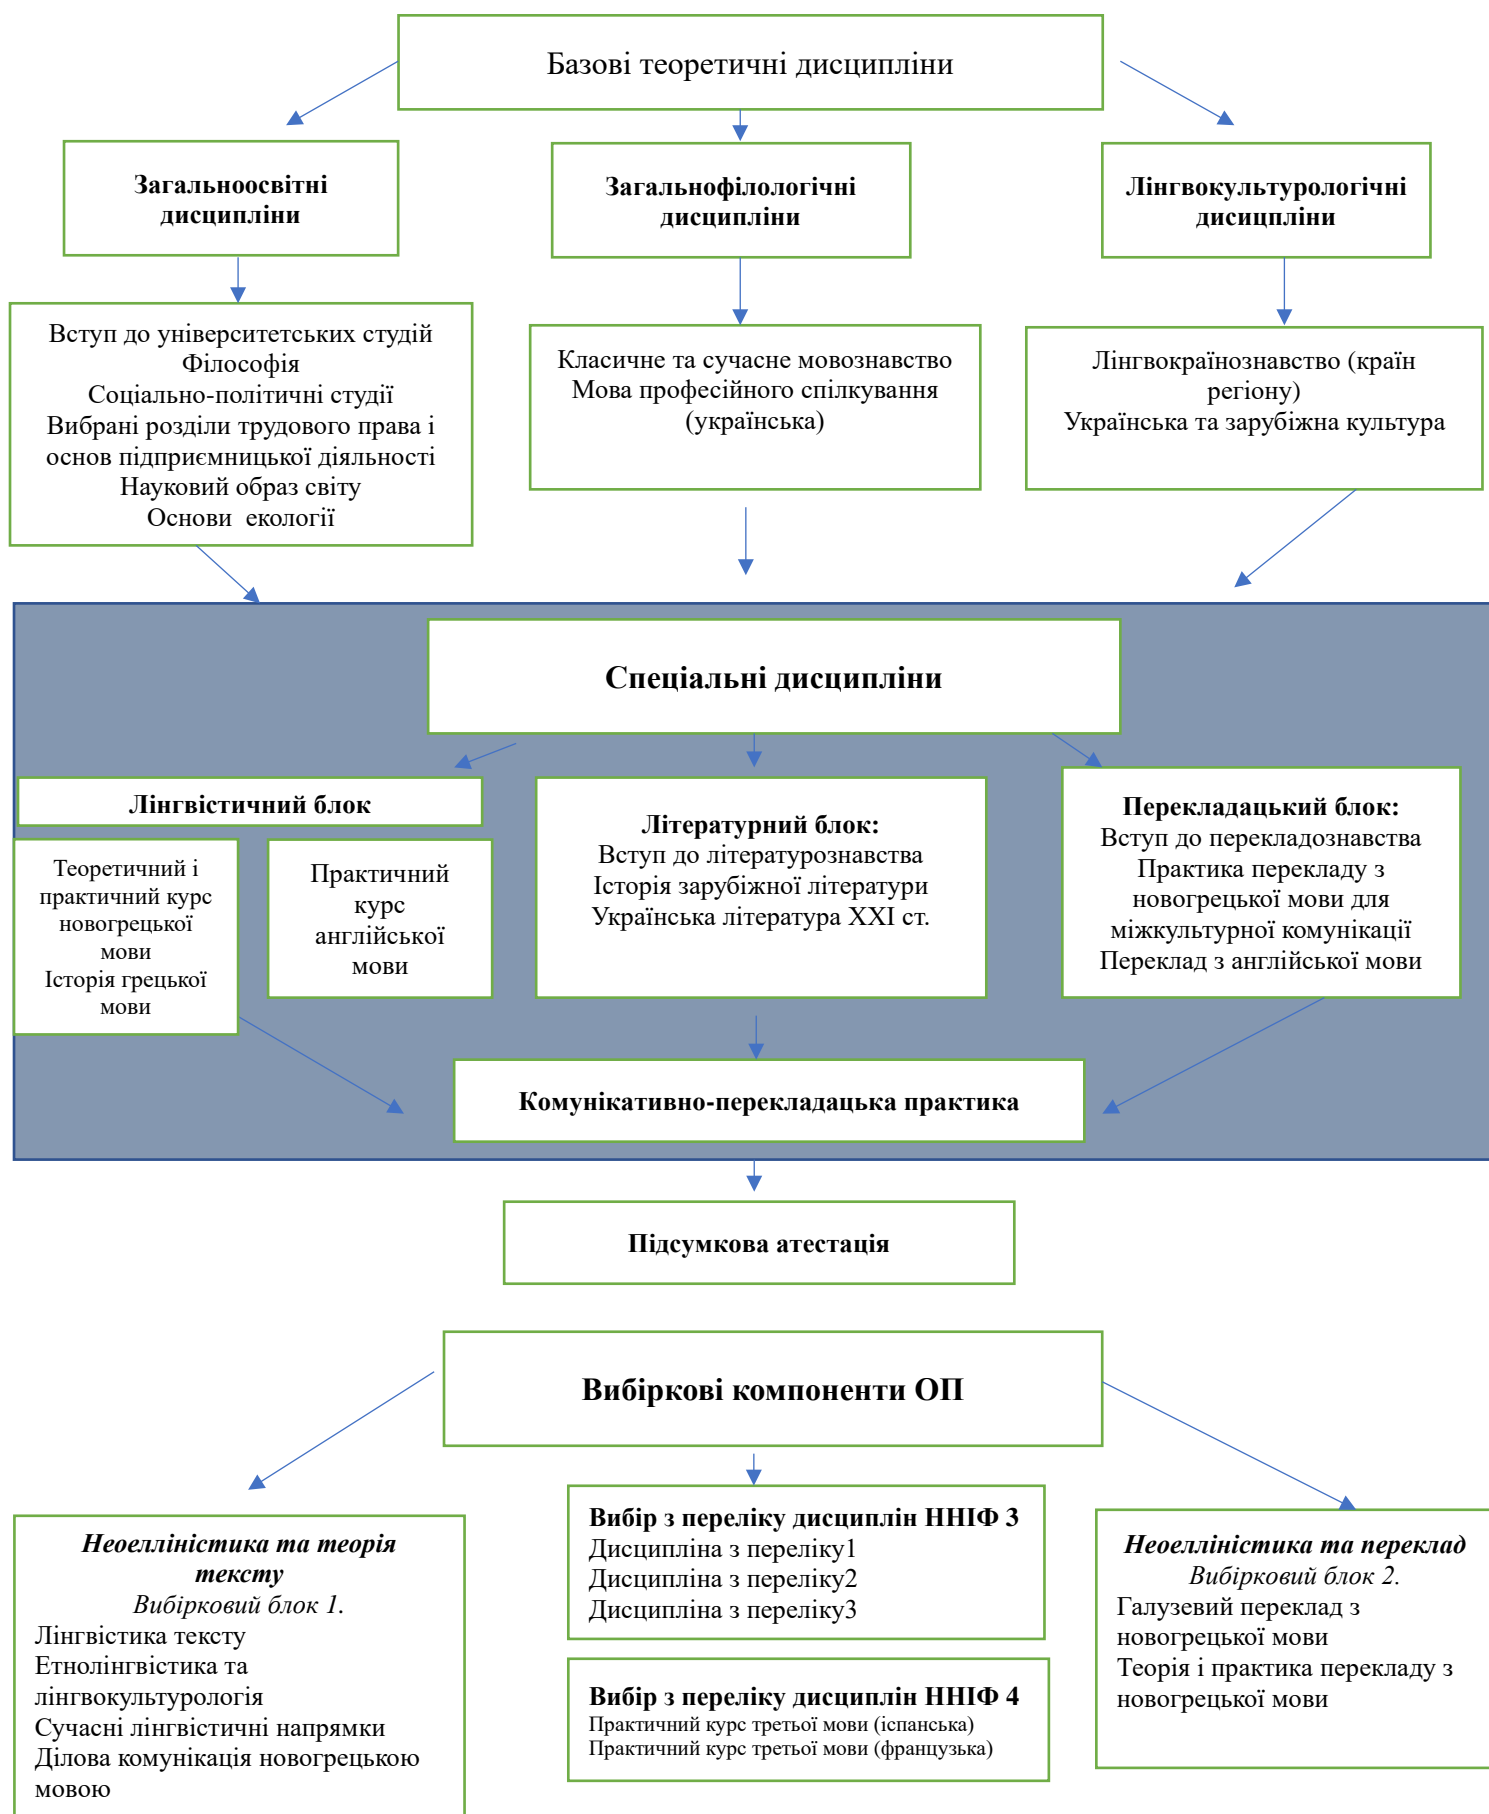 Базові теоретичні дисципліни
Загальноосвітні
дисципліни
Загальнофілологічні
дисципліни
Лінгвокультурологічні
дисицпліни
Вступ до університетських студій
Філософія
Соціально-політичні студії
Вибрані розділи трудового права і
основ підприємницької діяльності
Науковий образ світу
Основи екології
Класичне та сучасне мовознавство
Мова професійного спілкування
(українська)
Лінгвокраїнознавство (країн
регіону)
Українська та зарубіжна культура
Спеціальні дисципліни
Лінгвістичний блок
Теоретичний і
практичний курс
новогрецької
мови
Історія грецької
мови
Практичний
курс
англійської
мови
Літературний блок:
Вступ до літературознавства
Історія зарубіжної літератури
Українська література ХХІ ст.
Перекладацький блок:
Вступ до перекладознавства
Практика перекладу з
новогрецької мови для
міжкультурної комунікації
Переклад з англійської мови
Комунікативно-перекладацька практика
Підсумкова атестація
Вибіркові компоненти ОП
Неоелліністика та теорія
тексту
Вибірковий блок 1.
Лінгвістика тексту
Етнолінгвістика та
лінгвокультурологія
Сучасні лінгвістичні напрямки
Ділова комунікація новогрецькою
мовою
Вибір з переліку дисциплін ННІФ 3
Дисципліна з переліку1
Дисципліна з переліку2
Дисципліна з переліку3
Вибір з переліку дисциплін ННІФ 4
Практичний курс третьої мови (іспанська)
Практичний курс третьої мови (французька)
Неоелліністика та переклад
Вибірковий блок 2.
Галузевий переклад з
новогрецької мови
Теорія і практика перекладу з
новогрецької мови